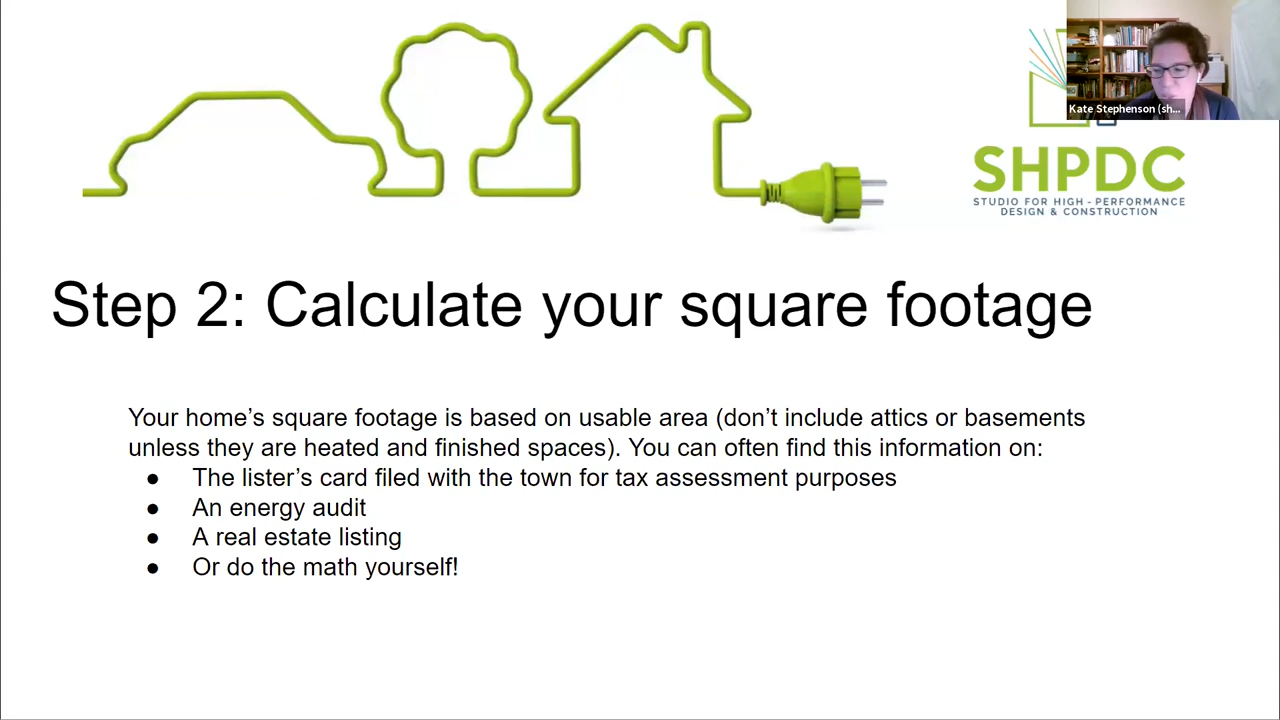 Kate Stephenson (sh...
SHPDC
STUDIO FOR HIGH - PERFORMANCE
DESIGN & CONSTRUCTION
Step 2: Calculate your square footage
Your home’s square footage is based on usable area (don’t include attics or basements
unless they are heated and finished spaces). You can often find this information on:
● The lister’s card filed with the town for tax assessment purposes
● An energy audit
● A real estate listing
● Or do the math yourself!